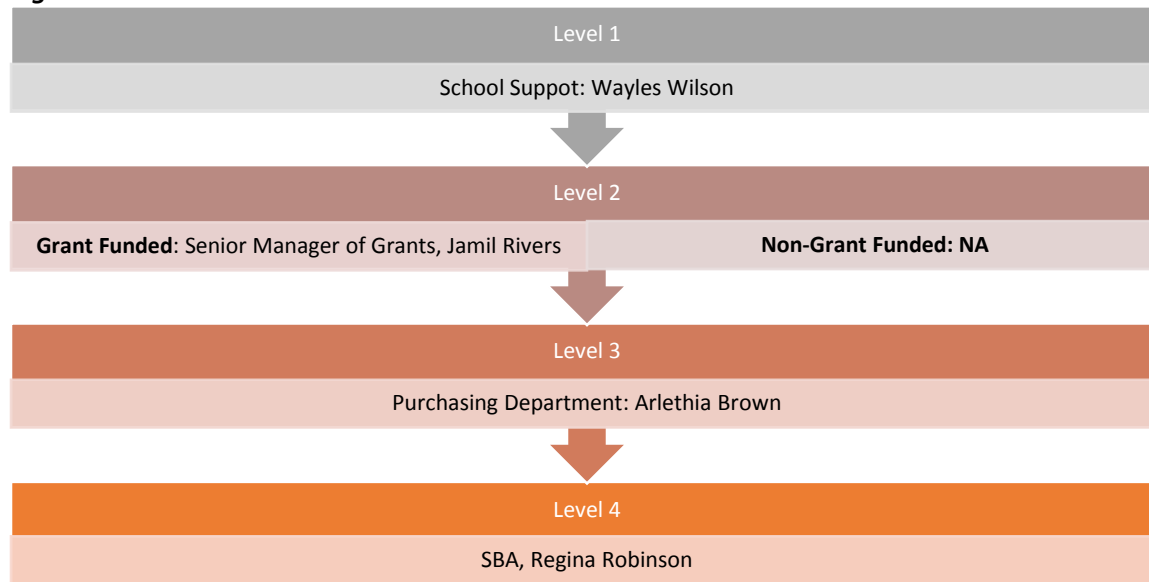 Level 1
School Suppot: Wayles Wilson
Level 2
Grant Funded: Senior Manager of Grants, Jamil Rivers
Non-Grant Funded: NA
Level 3
Purchasing Department: Arlethia Brown
Level 4
SBA, Regina Robinson